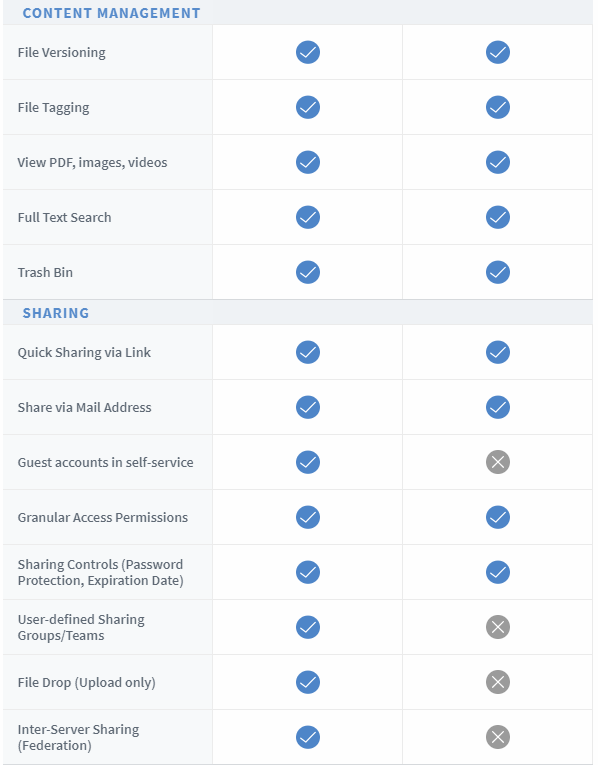 CONTENT MANAGEMENT
File Versioning
File Tagging
View PDF, images, videos
Full Text Search
Trash Bin
SHARING
Quick Sharing via Link
Share via Mail Address
Guest accounts in self-service
Granular Access Permissions
Sharing Controls (Password
Protection, Expiration Date)
User-defined Sharing
Groups/Teams
File Drop (Upload only)
Inter-Server Sharing
(Federation)